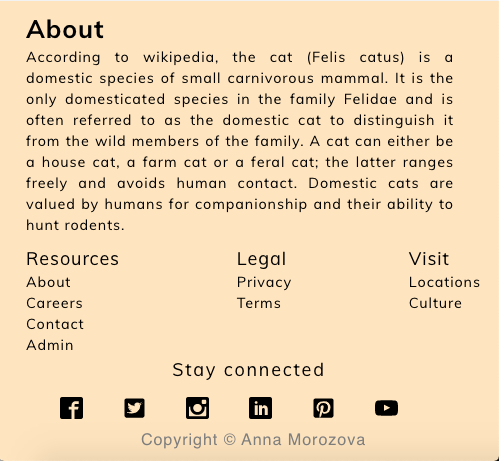 About
According to wikipedia, the cat (Felis catus) is a
domestic species of small carnivorous mammal. It is the
only domesticated species in the family Felidae and is
often referred to as the domestic cat to distinguish it
from the wild members of the family. A cat can either be
a house cat, a farm cat or a feral cat; the latter ranges
freely and avoids human contact. Domestic cats are
valued by humans for companionship and their ability to
hunt rodents.
Resources
About
Careers
Contact
Admin
Legal
Privacy
Terms
Visit
Locations
Culture
Stay connected
Copyright © Anna Morozova